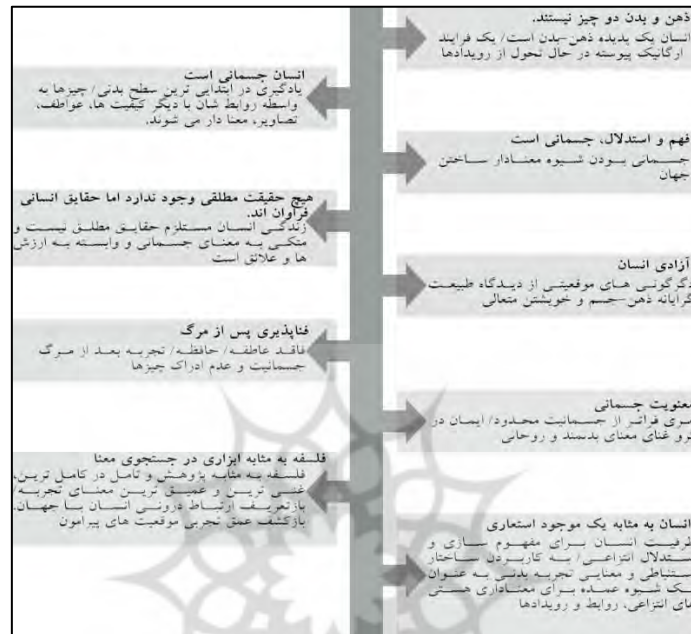 ذهن و بدن دو چیز نیستند.
انسان یک پدیده ذهن-بدن است/ یک فرایند
ارگانیک پیوسته در حال تحول از رویدادها
انسان جسمانی است
یادگیری در ابتدایی ترین سطح بدنی/ چیزها به
واسطه روابط شان با دیگر کیفیت ها، عواطف،
تصاویر، معنا دار می شوند.
فهم و استدلال، جسمانی است
جسمانی بودن شیوه معنادار ساختن
جهان
هیچ حقیقت مطلقی وجود ندارد اما حقایق انسانی
فراوان اند.
زندگی انسان مستلزم حقایق مطلق نیست و
متکی به معنای جسمانی و وابسته به ارزش
ها و علائق است
آزادی انسان
دگرگونی های موقعیتی از دیدگاه طبیعت
گرایانه ذهن-جسم و خویشتن متعالی
فناپذیری پس از مرگ
فاقد عاطفه/ حافظه/ تجربه بعد از مرگ
جسمانیت و عدم ادراک چیزها
معنویت جسمانی
فراتر از جسمانیت محدود/ ایمان در
غنای معنای بدمند و روحانی
فلسفه به مثابه ابزاری در جستجوی معنا
فلسفه به مثابه پژوهش و تامل در کامل ترین،
غنی ترین و عمیق ترین معنای تجربه/
بازتعریف ارتباط درونی انسان با جهان،
بازکشف عمق تجربی موقعیت های پیرامون
انسان به مثابه یک موجود استعاری
ظرفیت انسان برای مفهوم سازی و
استدلال انتزاعی/ به کاربردن ساختار
استنباطی و معنایی تجربه بدنی به عنوان
یک شیوه عمده برای معناداری هستی
های انتزاعی، روابط و رویدادها